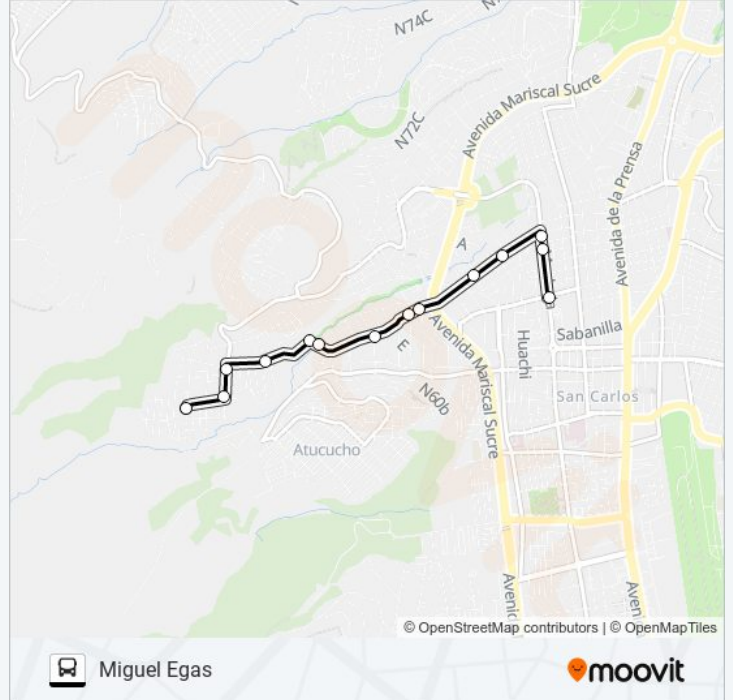 N74C
N72C
Avenida Mariscal Sucre
Avenida de la Prensa
A
Sabanilla
Huachi
E
Avenida Mariscal Sucre
N60b
San Carlos
Atucucho
Avenic
Aven
© OpenStreetMap contributors | © OpenMapTiles
Miguel Egas
moovit